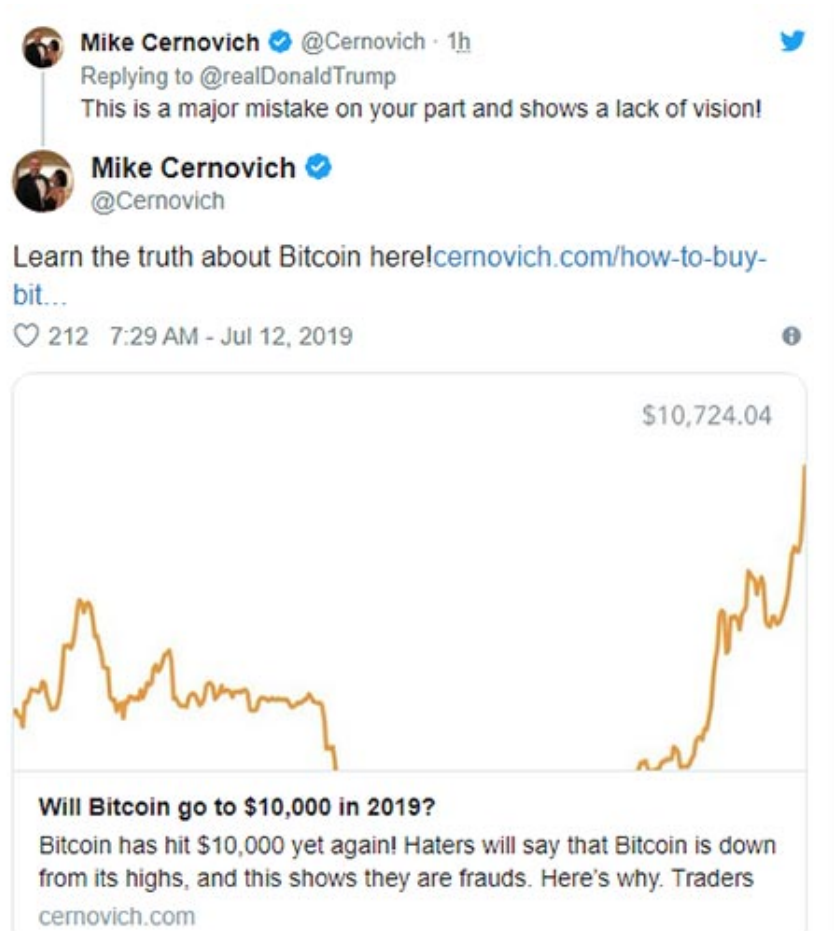 Mike Cernovich @Cernovich · 1h
Replying to @realDonaldTrump
This is a major mistake on your part and shows a lack of vision!
Mike Cernovich
@Cernovich
Learn the truth about Bitcoin here!cernovich.com/how-to-buy-
bit...
212 7:29 AM - Jul 12, 2019
$10,724.04
Will Bitcoin go to $10,000 in 2019?
Bitcoin has hit $10,000 yet again! Haters will say that Bitcoin is down
from its highs, and this shows they are frauds. Here's why. Traders
cernovich.com